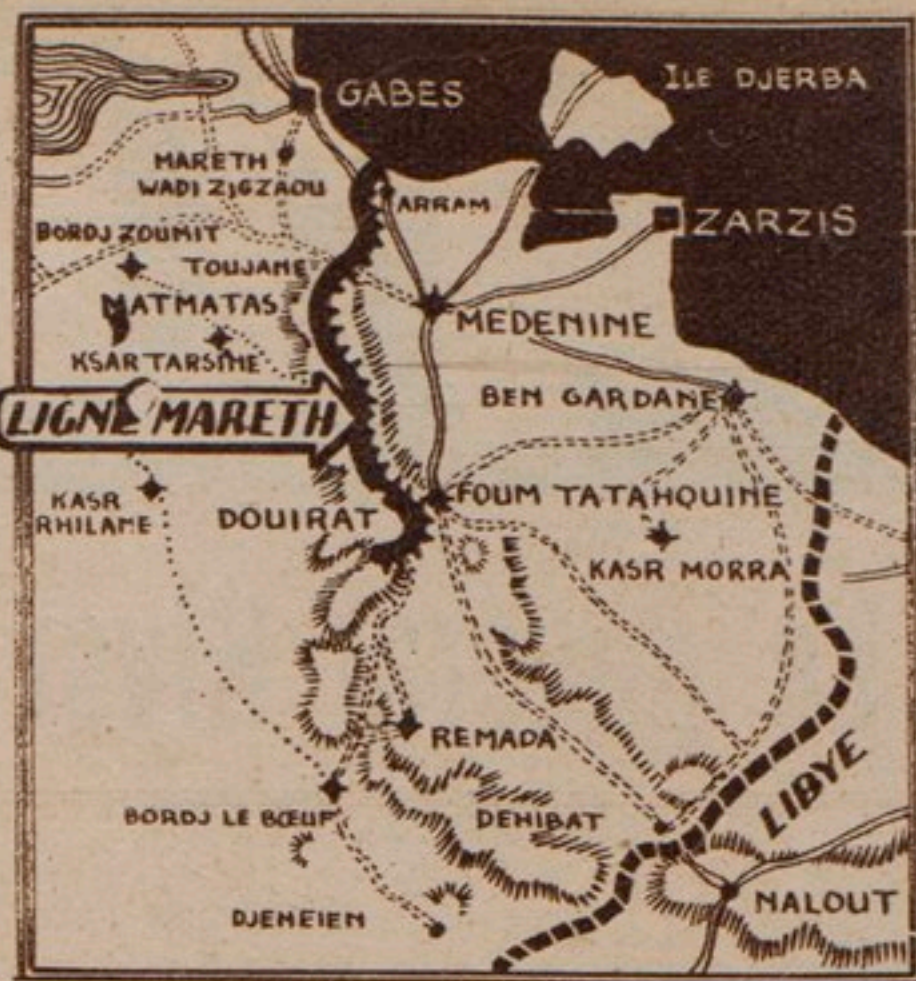 GABES
ILE DJERBA
MARETH
WADI ZIGZAOU
ARRAM
ZARZIS
BORDJ ZOUMIT
TOUJANE
MATMATAS
MEDENINE
KSAR TARSINE
BEN GARDANE
LIGNE MARETH
KASR
RHILANE
DOUIRAT
FOUM TATAHOUINE
KASR MORRA
REMADA
LIBYE
BORDJ LE BŒUF
DEHIBAT
NALOUT
DJENEIEN